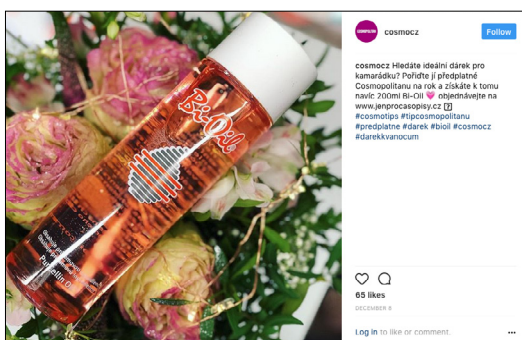 cosmocz
Follow
cosmocz Hledáte ideální dárek pro
kamarádku? Pořiďte jí předplatné
Cosmopolitanu na rok a získáte k tomu
navíc 200ml Bi-Oil 💗 objednávejte na
www.jenprocasopisy.cz
#cosmotips #tipcosmopolitanu
#predplatne #darek #bioil #cosmocz
#darekkvanocum
65 likes
DECEMBER 5
Log in to like or comment.
Bi-Oil